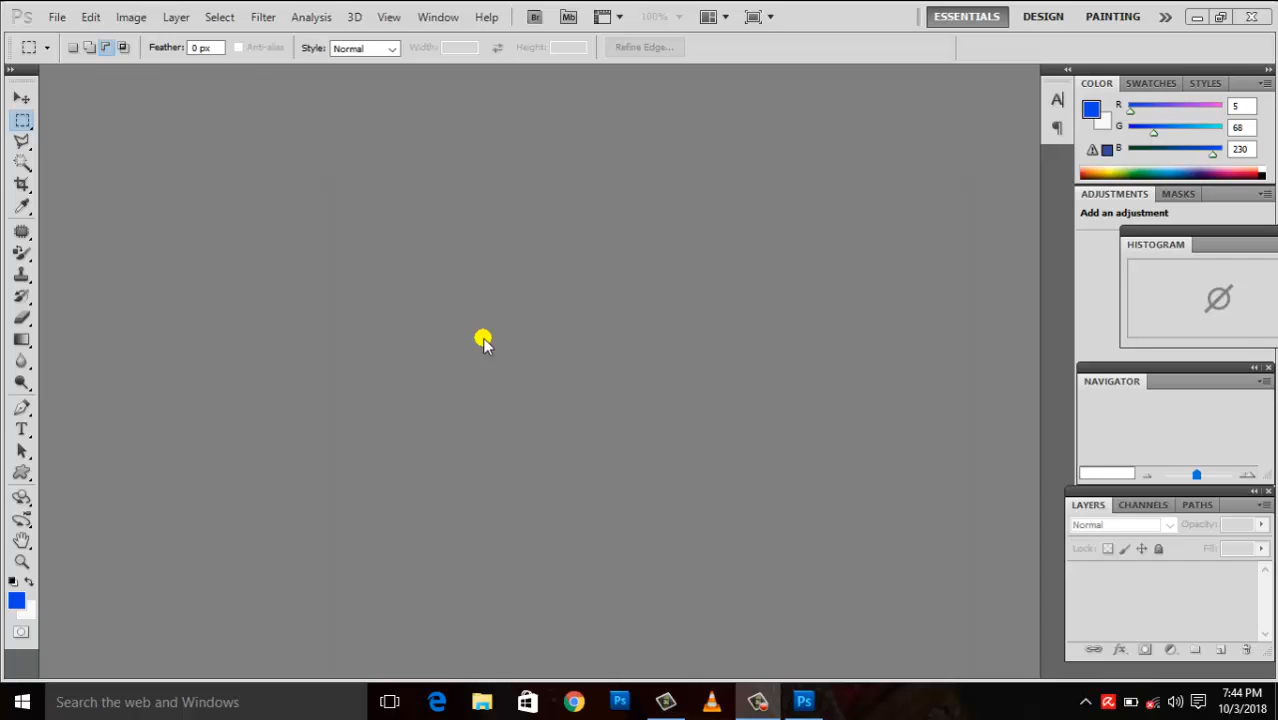 Ps File Edit Image Layer Select Filter Analysis 3D View Window Help Br Mb 100% ESSENTIALS DESIGN PAINTING
Feather: 0 px Anti-alias Style: Normal Width: Height: Refine Edge...
COLOR SWATCHES STYLES
R 5
G 68
B 230
ADJUSTMENTS MASKS
Add an adjustment
HISTOGRAM
NAVIGATOR
LAYERS CHANNELS PATHS
Normal Opacity:
Lock: Fill:
Search the web and Windows
Ps
Ps
7:44 PM
10/3/2018